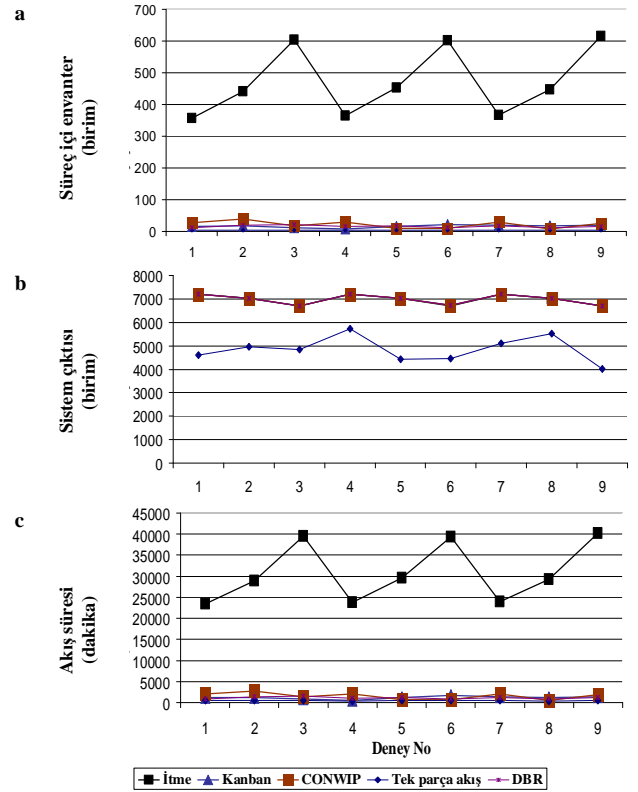 a
Süreç içi envanter
(birim)
700
600
500
400
300
200
100
0
1 2 3 4 5 6 7 8 9
b
Sistem çıktısı
(birim)
8000
7000
6000
5000
4000
3000
2000
1000
0
1 2 3 4 5 6 7 8 9
c
Akış süresi
(dakika)
45000
40000
35000
30000
25000
20000
15000
10000
5000
0
1 2 3 4 5 6 7 8 9
Deney No
İtme Kanban CONWIP Tek parça akış DBR